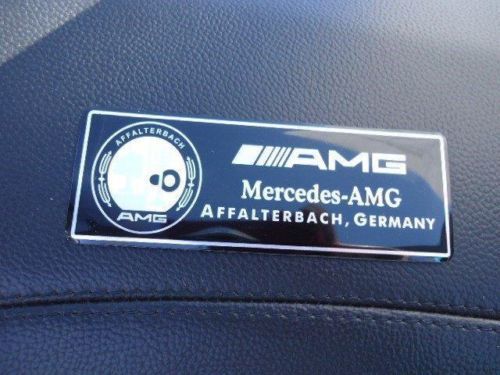 AFFALTERBACH
AMG
AMG
Mercedes-AMG
AFFALTERBACH, GERMANY